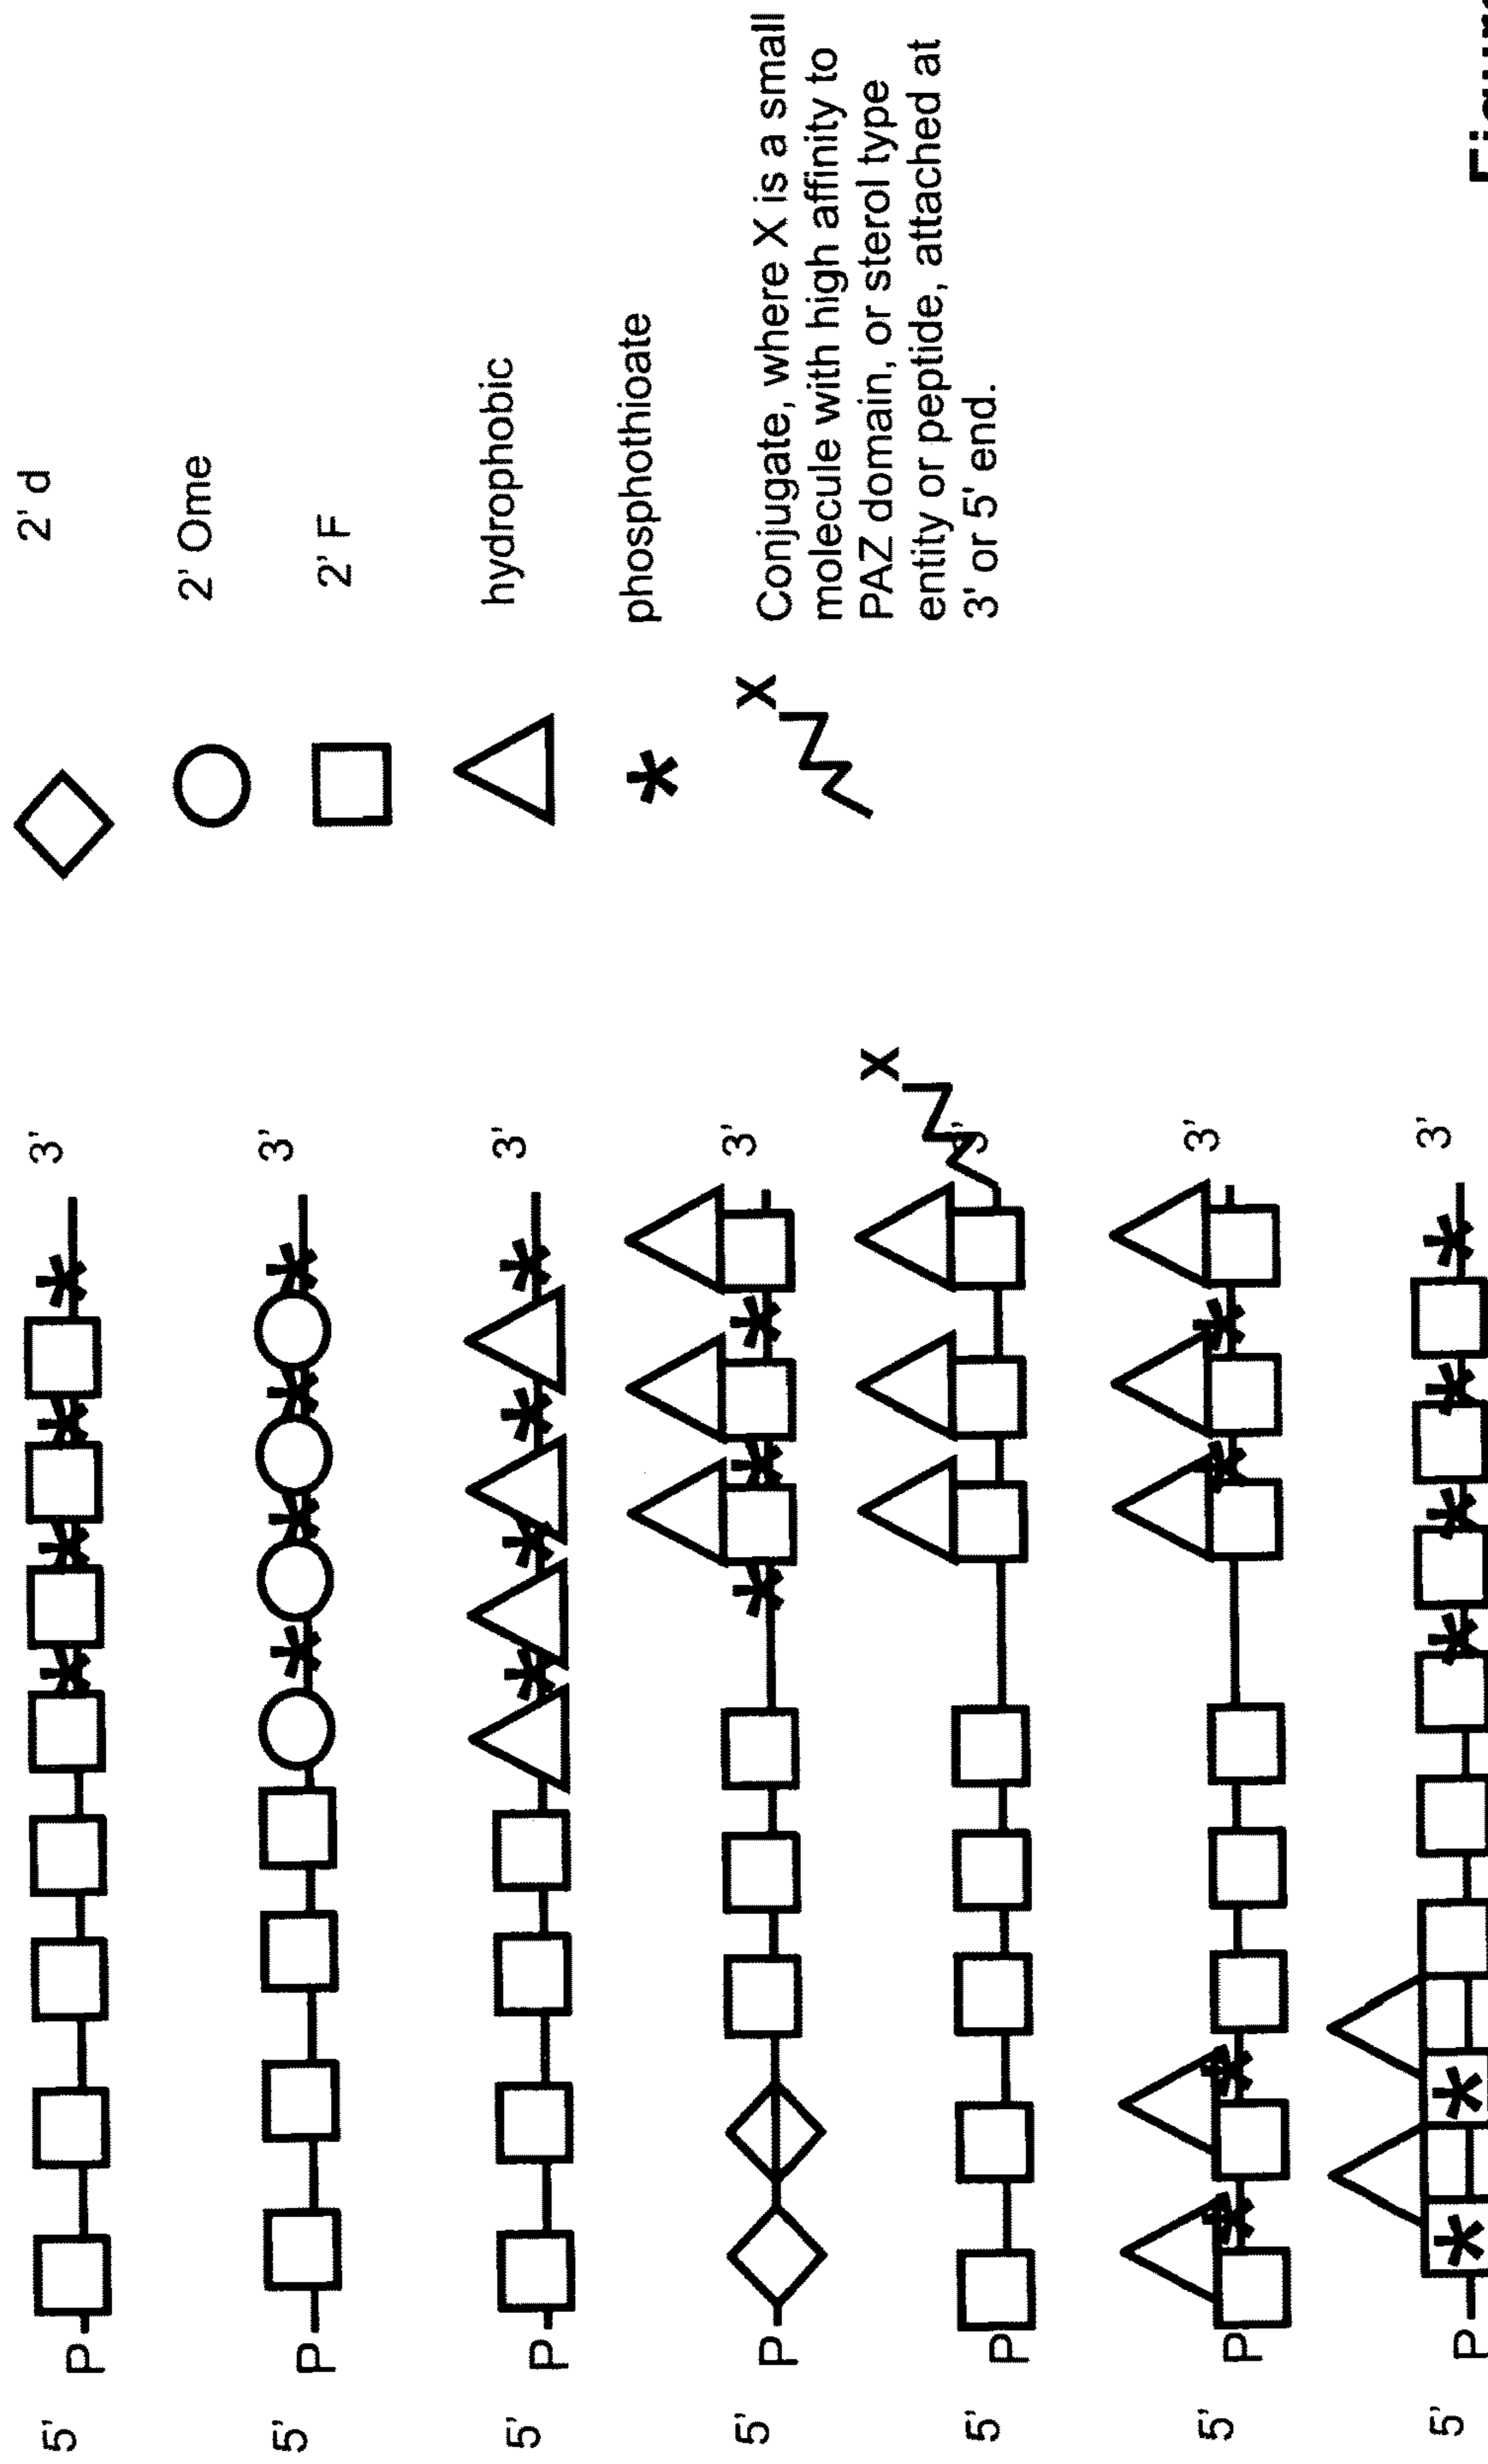 5' P 3'
5' P 3'
5' P 3'
5' P 3'
X
5' P 3'
5' P 3'
5' P 3'
2' d
2' Ome
2' F
hydrophobic
phosphothioate
X
Conjugate, where X is a small
molecule with high affinity to
PAZ domain, or sterol type
entity or peptide, attached at
3' or 5' end.